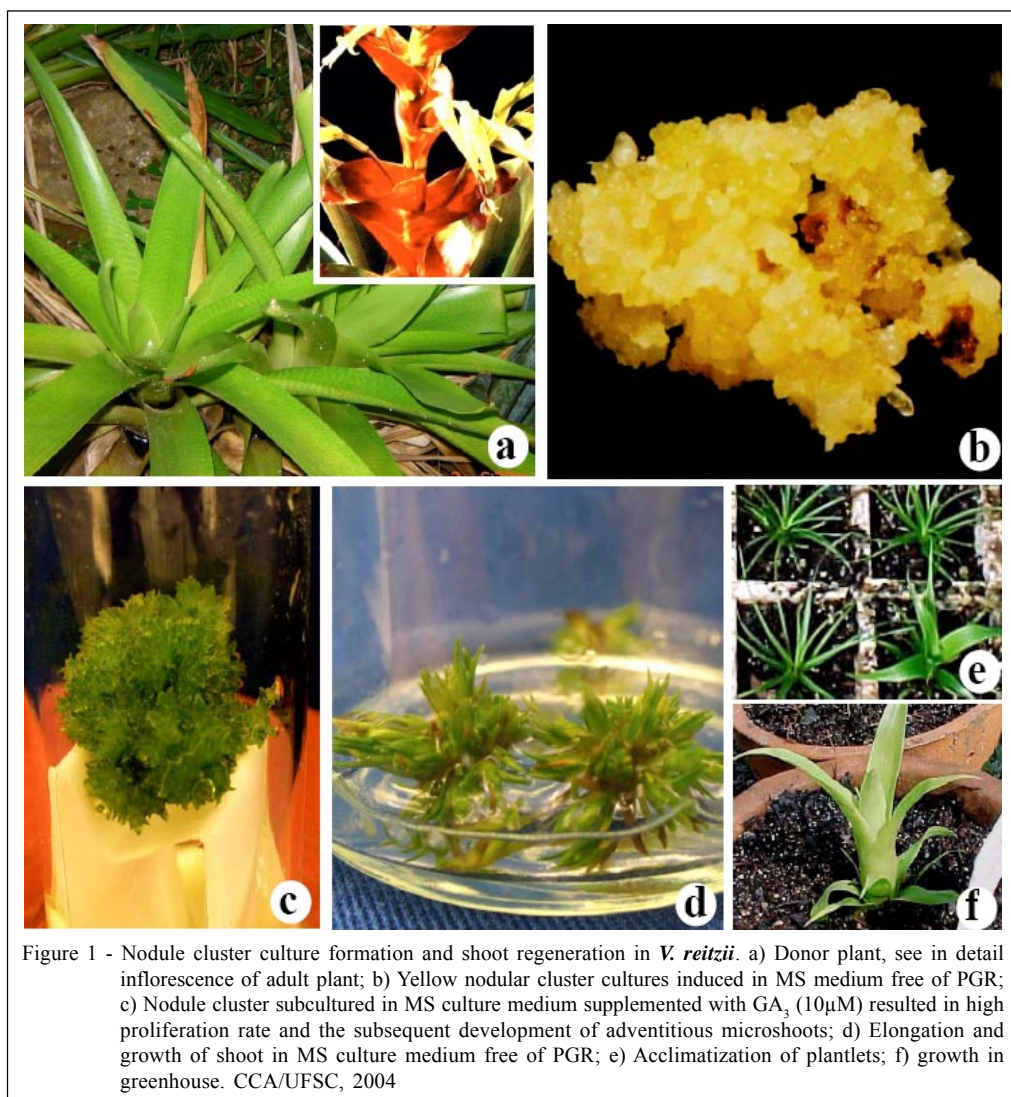 a
b
c
d
e
f
Figure 1 - Nodule cluster culture formation and shoot regeneration in V. reitzii. a) Donor plant, see in detail
inflorescence of adult plant; b) Yellow nodular cluster cultures induced in MS medium free of PGR;
c) Nodule cluster subcultured in MS culture medium supplemented with GA₃ (10µM) resulted in high
proliferation rate and the subsequent development of adventitious microshoots; d) Elongation and
growth of shoot in MS culture medium free of PGR; e) Acclimatization of plantlets; f) growth in
greenhouse. CCA/UFSC, 2004